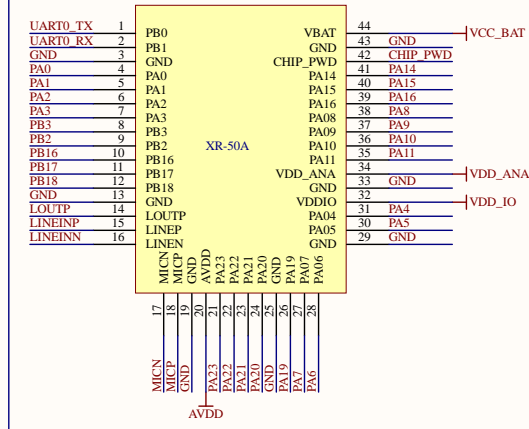 UART0_TX 1 PB0 VBAT 44 VCC_BAT
UART0_RX 2 PB1 GND 43 GND
GND 3 GND CHIP_PWD 42 CHIP_PWD
PA0 4 PA0 PA14 41 PA14
PA1 5 PA1 PA15 40 PA15
PA2 6 PA2 PA16 39 PA16
PA3 7 PA3 PA08 38 PA8
PB3 8 PB3 PA09 37 PA9
PB2 9 PB2 XR-50A PA10 36 PA10
PB16 10 PB16 PA11 35 PA11
PB17 11 PB17 VDD_ANA 34 VDD_ANA
PB18 12 PB18 GND 33 GND
GND 13 GND VDDIO 32 VDD_IO
LOUTP 14 LOUTP PA04 31 PA4
LINEINP 15 LINEP PA05 30 PA5
LINEINN 16 LINEN GND 29 GND
MICN MICP GND AVDD PA23 PA22 PA21 PA20 GND PA19 PA07 PA06
17 18 19 20 21 22 23 24 25 26 27 28
MICN MICP GND PA23 PA22 PA21 PA20 GND PA19 PA7 PA6
AVDD